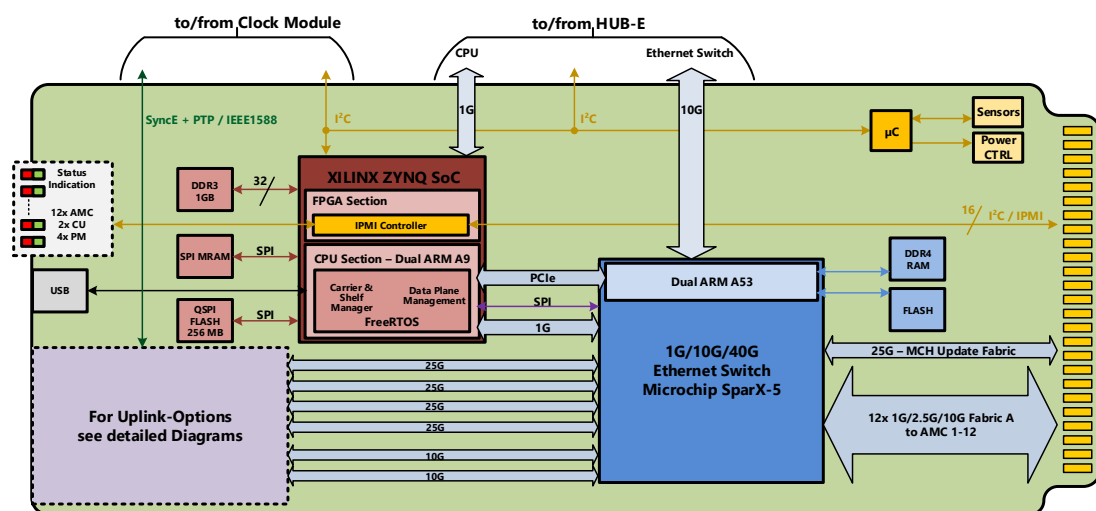 to/from Clock Module
to/from HUB-E
CPU
Ethernet Switch
1G
10G
SyncE + PTP / IEEE1588
I²C
I²C
µC
Sensors
Power
CTRL
Status
Indication
12x AMC
2x CU
4x PM
DDR3
1GB
32
XILINX ZYNQ SoC
FPGA Section
IPMI Controller
16
I²C / IPMI
SPI MRAM
SPI
CPU Section – Dual ARM A9
Carrier &
Shelf
Manager
Data Plane
Management
FreeRTOS
USB
QSPI
FLASH
256 MB
SPI
PCIe
SPI
1G
Dual ARM A53
DDR4
RAM
FLASH
1G/10G/40G
Ethernet Switch
Microchip SparX-5
25G – MCH Update Fabric
12x 1G/2.5G/10G Fabric A
to AMC 1-12
For Uplink-Options
see detailed Diagrams
25G
25G
25G
25G
10G
10G